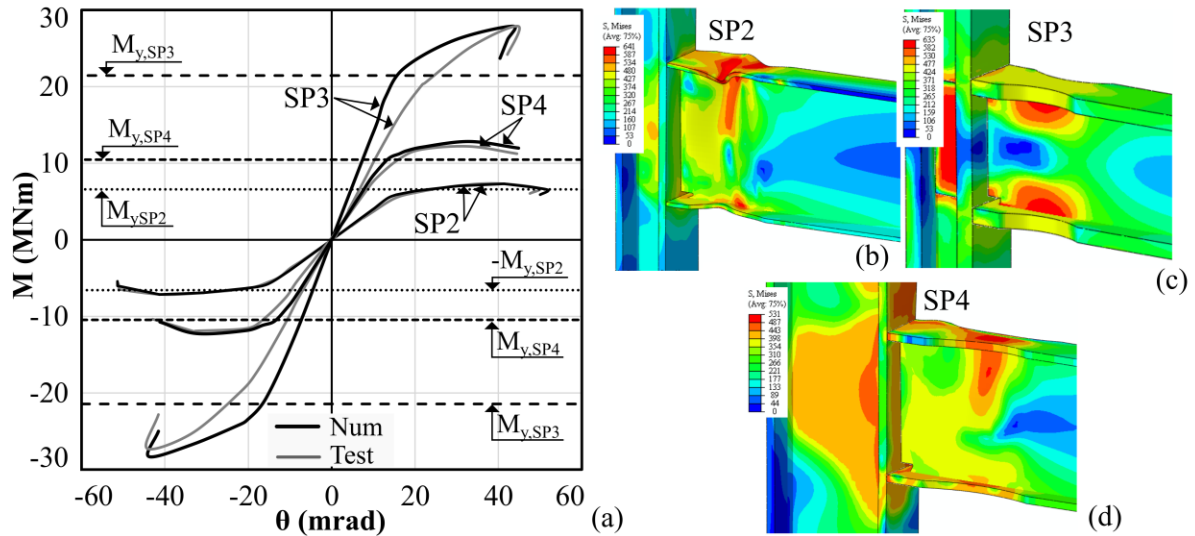 M (MNm)
30
20
10
0
-10
-20
-30
-60
-40
-20
0
20
40
60
θ (mrad)
(a)
My,SP3
My,SP4
MySP2
SP3
SP4
SP2
-My,SP2
My,SP4
My,SP3
Num
Test
S, Mises
(Avg: 75%)
641
587
534
480
427
374
320
267
214
160
107
53
0
SP2
(b)
S, Mises
(Avg: 75%)
635
582
530
477
424
371
318
265
212
159
106
53
0
SP3
(c)
S, Mises
(Avg: 75%)
531
487
443
398
354
310
266
221
177
133
89
44
0
SP4
(d)